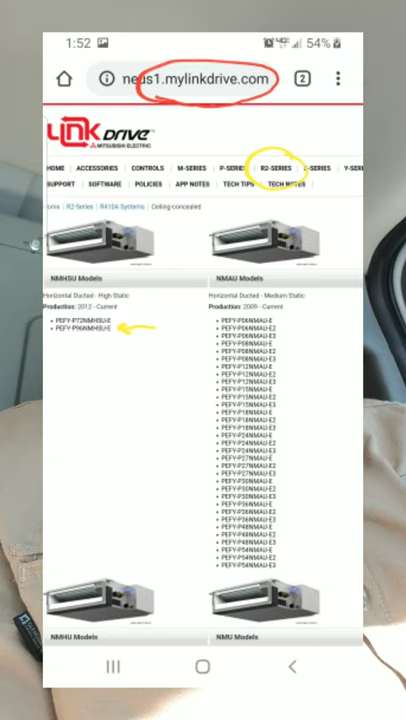 1:52
54%
neus1.mylinkdrive.com
2
LINK DRIVE
MITSUBISHI ELECTRIC
HOME | ACCESSORIES | CONTROLS | M-SERIES | P-SERIE | R2-SERIES | S-SERIES | Y-SERI
SUPPORT | SOFTWARE | POLICIES | APP NOTES | TECH TIPS | TECH NOTES
ome | R2-Series | R410A Systems | Ceiling-concealed
NMHSU Models
Horizontal Ducted - High Static
Production: 2012 - Current
PEFY-P72NMHSU-E
PEFY-P96NMHSU-E
NMAU Models
Horizontal Ducted - Medium Static
Production: 2009 - Current
PEFY-P06NMAU-E
PEFY-P06NMAU-E2
PEFY-P06NMAU-E3
PEFY-P08NMAU-E
PEFY-P08NMAU-E2
PEFY-P08NMAU-E3
PEFY-P12NMAU-E
PEFY-P12NMAU-E2
PEFY-P12NMAU-E3
PEFY-P15NMAU-E
PEFY-P15NMAU-E2
PEFY-P15NMAU-E3
PEFY-P18NMAU-E
PEFY-P18NMAU-E2
PEFY-P18NMAU-E3
PEFY-P24NMAU-E
PEFY-P24NMAU-E2
PEFY-P24NMAU-E3
PEFY-P27NMAU-E
PEFY-P27NMAU-E2
PEFY-P27NMAU-E3
PEFY-P30NMAU-E
PEFY-P30NMAU-E2
PEFY-P30NMAU-E3
PEFY-P36NMAU-E
PEFY-P36NMAU-E2
PEFY-P36NMAU-E3
PEFY-P48NMAU-E
PEFY-P48NMAU-E2
PEFY-P48NMAU-E3
PEFY-P54NMAU-E
PEFY-P54NMAU-E2
PEFY-P54NMAU-E3
NMHU Models
NMU Models